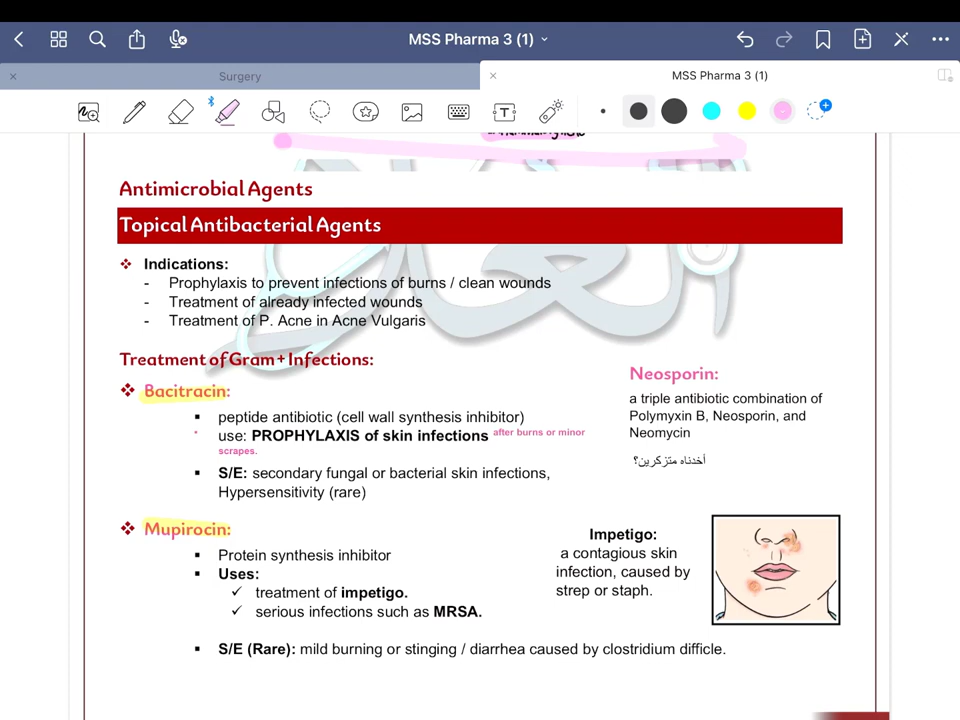 MSS Pharma 3 (1)
Surgery
MSS Pharma 3 (1)
Antimicrobial Agents
Topical Antibacterial Agents
Indications:
- Prophylaxis to prevent infections of burns / clean wounds
- Treatment of already infected wounds
- Treatment of P. Acne in Acne Vulgaris
Treatment of Gram+ Infections:
Bacitracin:
peptide antibiotic (cell wall synthesis inhibitor)
use: PROPHYLAXIS of skin infections after burns or minor
scrapes.
S/E: secondary fungal or bacterial skin infections,
Hypersensitivity (rare)
Neosporin:
a triple antibiotic combination of
Polymyxin B, Neosporin, and
Neomycin
أخدناه متزكرين؟
Mupirocin:
Protein synthesis inhibitor
Uses:
✓ treatment of impetigo.
✓ serious infections such as MRSA.
S/E (Rare): mild burning or stinging / diarrhea caused by clostridium difficle.
Impetigo:
a contagious skin
infection, caused by
strep or staph.